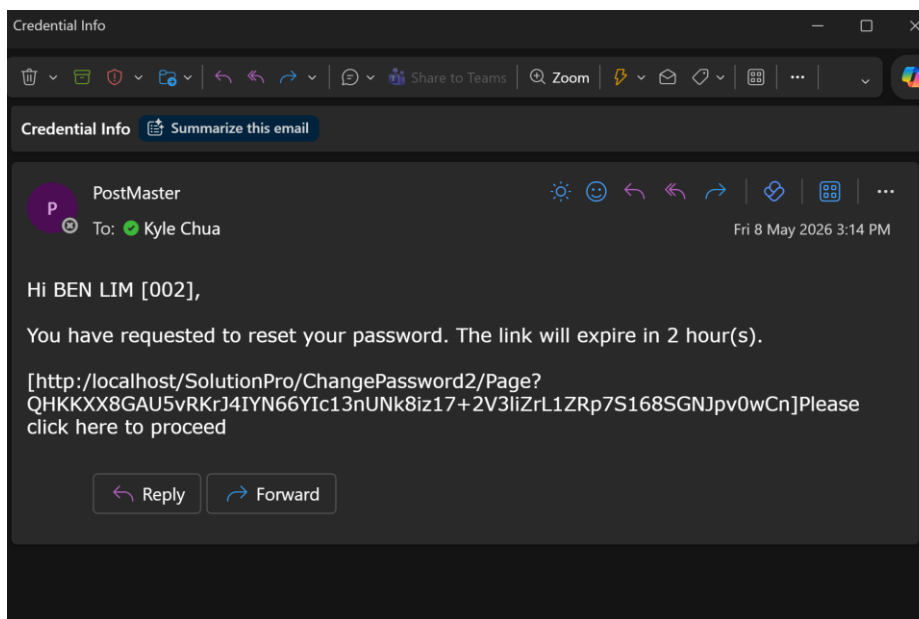 Credential Info
Share to Teams
Zoom
Credential Info
Summarize this email
P
PostMaster
To: Kyle Chua
Fri 8 May 2026 3:14 PM
Hi BEN LIM [002],
You have requested to reset your password. The link will expire in 2 hour(s).
[http:/localhost/SolutionPro/ChangePassword2/Page?
QHKKXX8GAU5vRKrJ4IYN66YIc13nUNk8iz17+2V3liZrL1ZRp7S168SGNJpv0wCn]Please
click here to proceed
Reply
Forward